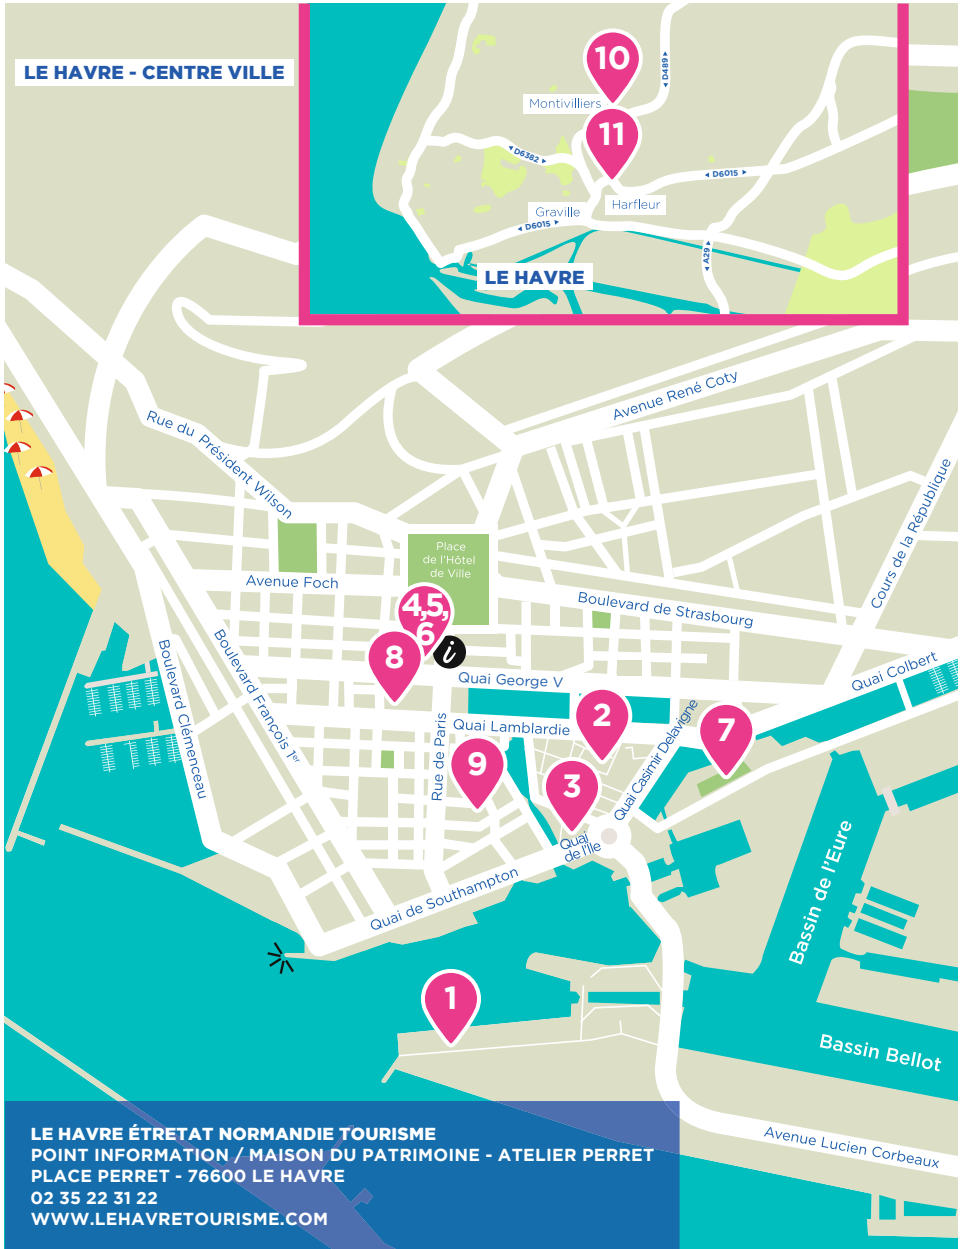 LE HAVRE - CENTRE VILLE
10
D489
Montivilliers
11
D6382
D6015
Graville
Harfleur
D6015
A29
LE HAVRE
Avenue René Coty
Rue du Président Wilson
Cours de la République
Place
de l'Hôtel
de Ville
Avenue Foch
Boulevard de Strasbourg
4,5,
6
i
8
Boulevard Clémenceau
Boulevard François 1er
Quai George V
Quai Colbert
Quai Lamblardie
2
Quai Casimir Delavigne
7
Rue de Paris
9
3
Quai
de l'Ile
Bassin de l'Eure
Quai de Southampton
1
Bassin Bellot
Avenue Lucien Corbeaux
LE HAVRE ÉTRETAT NORMANDIE TOURISME
POINT INFORMATION / MAISON DU PATRIMOINE - ATELIER PERRET
PLACE PERRET - 76600 LE HAVRE
02 35 22 31 22
WWW.LEHAVRETOURISME.COM